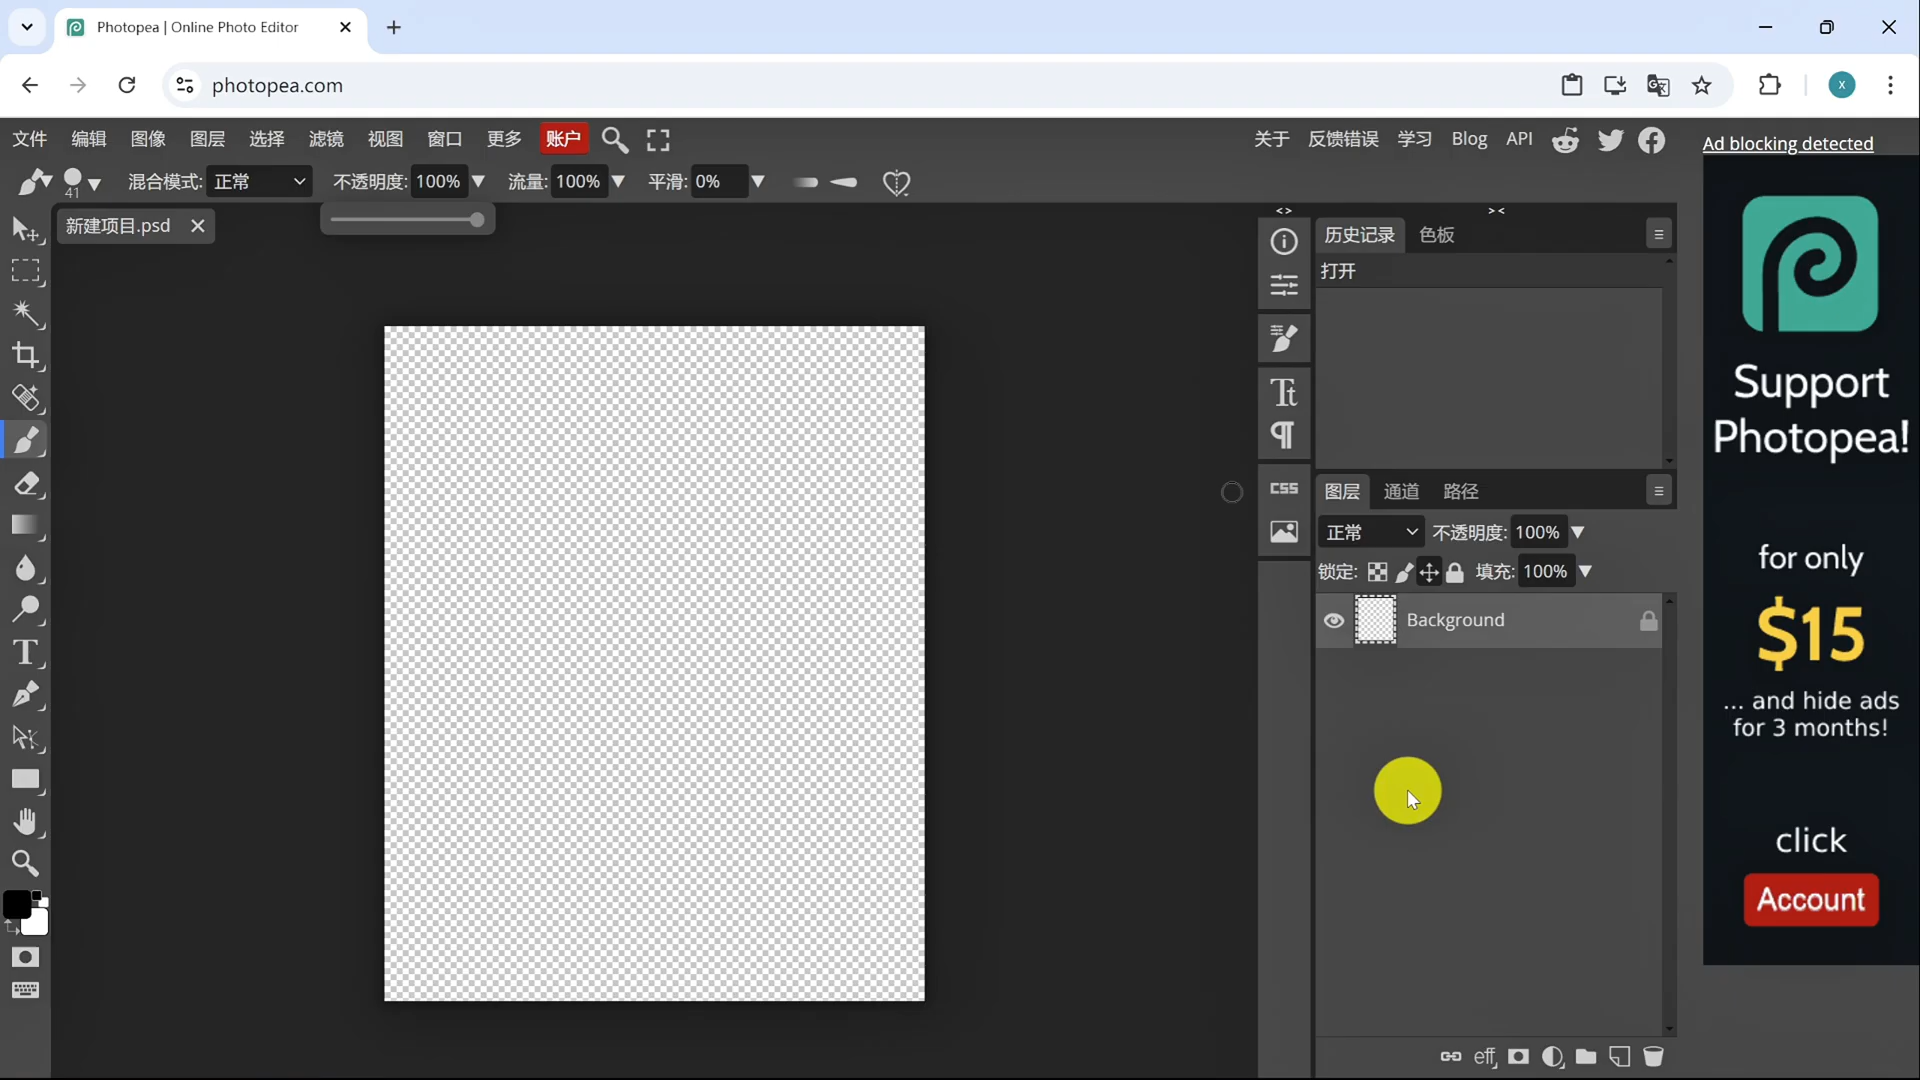 Photopea | Online Photo Editor
photopea.com
文件 编辑 图像 图层 选择 滤镜 视图 窗口 更多 账户 关于 反馈错误 学习 Blog API
Ad blocking detected
41 混合模式: 正常 不透明度: 100% 流量: 100% 平滑: 0%
新建项目.psd
历史记录 色板
打开
CSS
图层 通道 路径
正常 不透明度: 100%
锁定: 填充: 100%
Background
eff
Support
Photopea!
for only
$15
... and hide ads
for 3 months!
click
Account